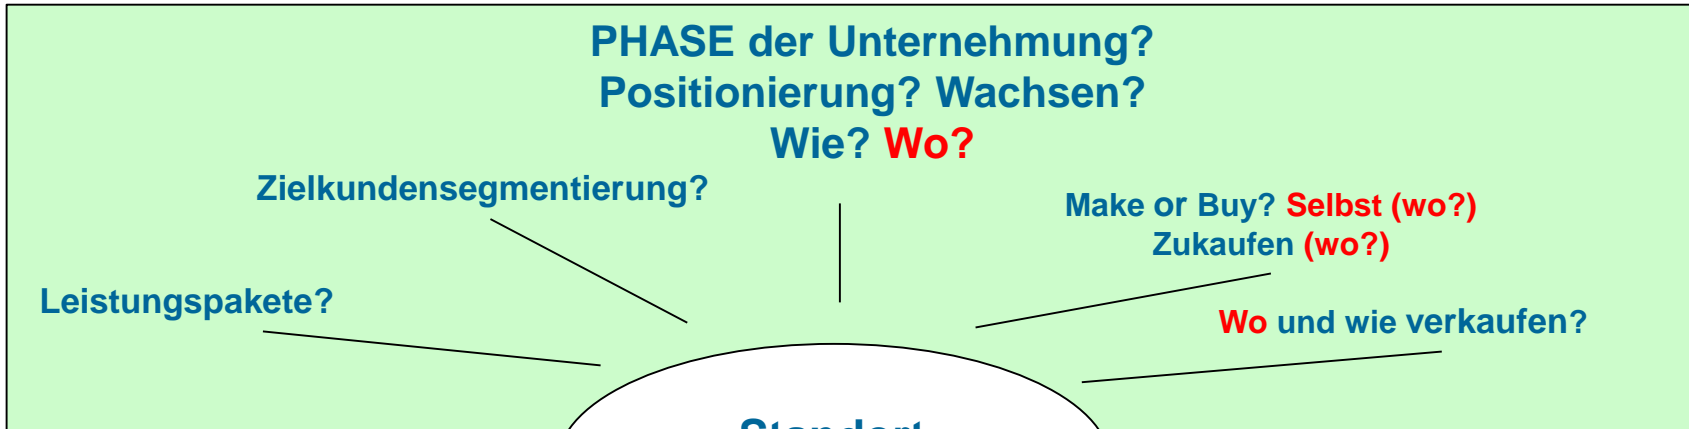 PHASE der Unternehmung?
Positionierung? Wachsen?
Wie? Wo?
Zielkundensegmentierung?
Make or Buy? Selbst (wo?)
Zukaufen (wo?)
Leistungspakete?
Wo und wie verkaufen?
Standort